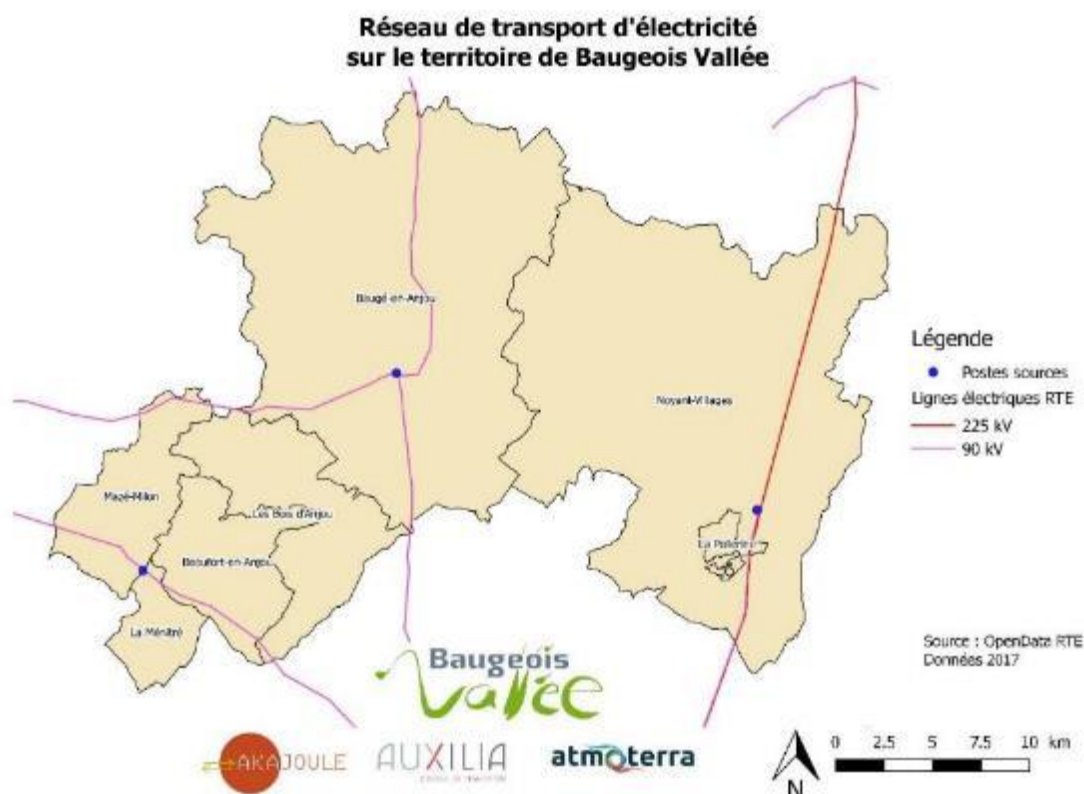 Réseau de transport d'électricité
sur le territoire de Baugeois Vallée
Baugé-en-Anjou
Noyant-Villages
Mazé-Milon
Les Bois d'Anjou
Beaufort-en-Anjou
La Pellerine
La Ménitré
Légende
Postes sources
Lignes électriques RTE
225 kV
90 kV
Source : OpenData RTE
Données 2017
Baugeois
Vallée
AKAJOULE
AUXILIA
atmoterra
N
0 2.5 5 7.5 10 km